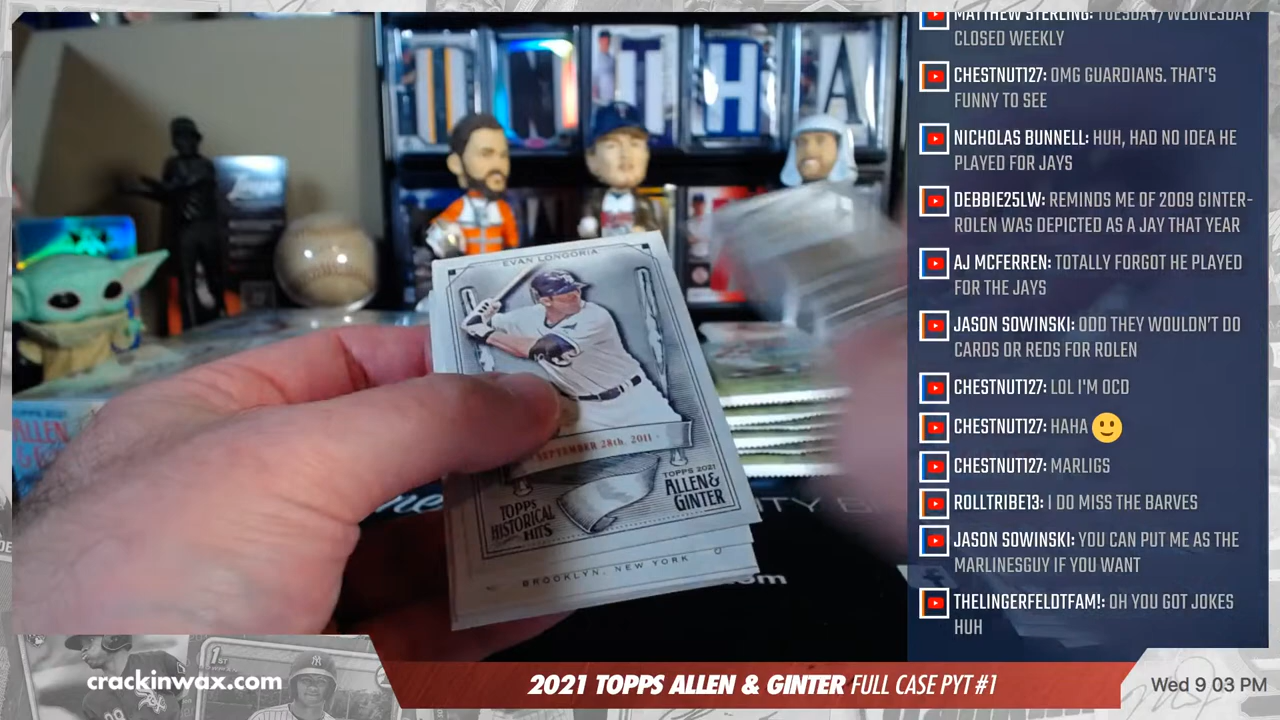 MATTHEW STERLING: TUESDAY/WEDNESDAY
CLOSED WEEKLY
CHESTNUT127: OMG GUARDIANS. THAT'S
FUNNY TO SEE
NICHOLAS BUNNELL: HUH, HAD NO IDEA HE
PLAYED FOR JAYS
DEBBIE25LW: REMINDS ME OF 2009 GINTER-
ROLEN WAS DEPICTED AS A JAY THAT YEAR
AJ MCFERREN: TOTALLY FORGOT HE PLAYED
FOR THE JAYS
JASON SOWINSKI: ODD THEY WOULDN'T DO
CARDS OR REDS FOR ROLEN
CHESTNUT127: LOL I'M OCD
CHESTNUT127: HAHA
CHESTNUT127: MARLIGS
ROLLTRIBE13: I DO MISS THE BARVES
JASON SOWINSKI: YOU CAN PUT ME AS THE
MARLINESGUY IF YOU WANT
THELINGERFELDTFAM!: OH YOU GOT JOKES
HUH
I T H A
EVAN LONGORIA
SEPTEMBER 28th, 2011
TOPPS 2021
ALLEN &
GINTER
TOPPS
HISTORICAL
HITS
BROOKLYN, NEW YORK
crackinwax.com
2021 TOPPS ALLEN & GINTER FULL CASE PYT #1
Wed 9 03 PM